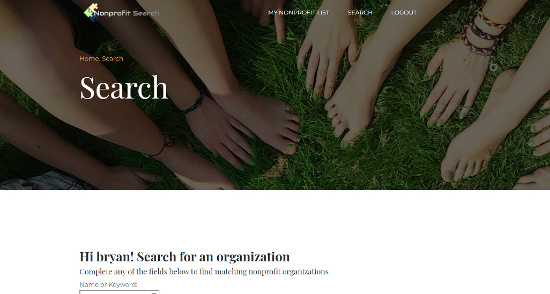 Nonprofit Search
MY NONPROFIT LIST SEARCH LOGOUT
Home. Search
Search
Hi bryan! Search for an organization
Complete any of the fields below to find matching nonprofit organizations
Name or Keyword: